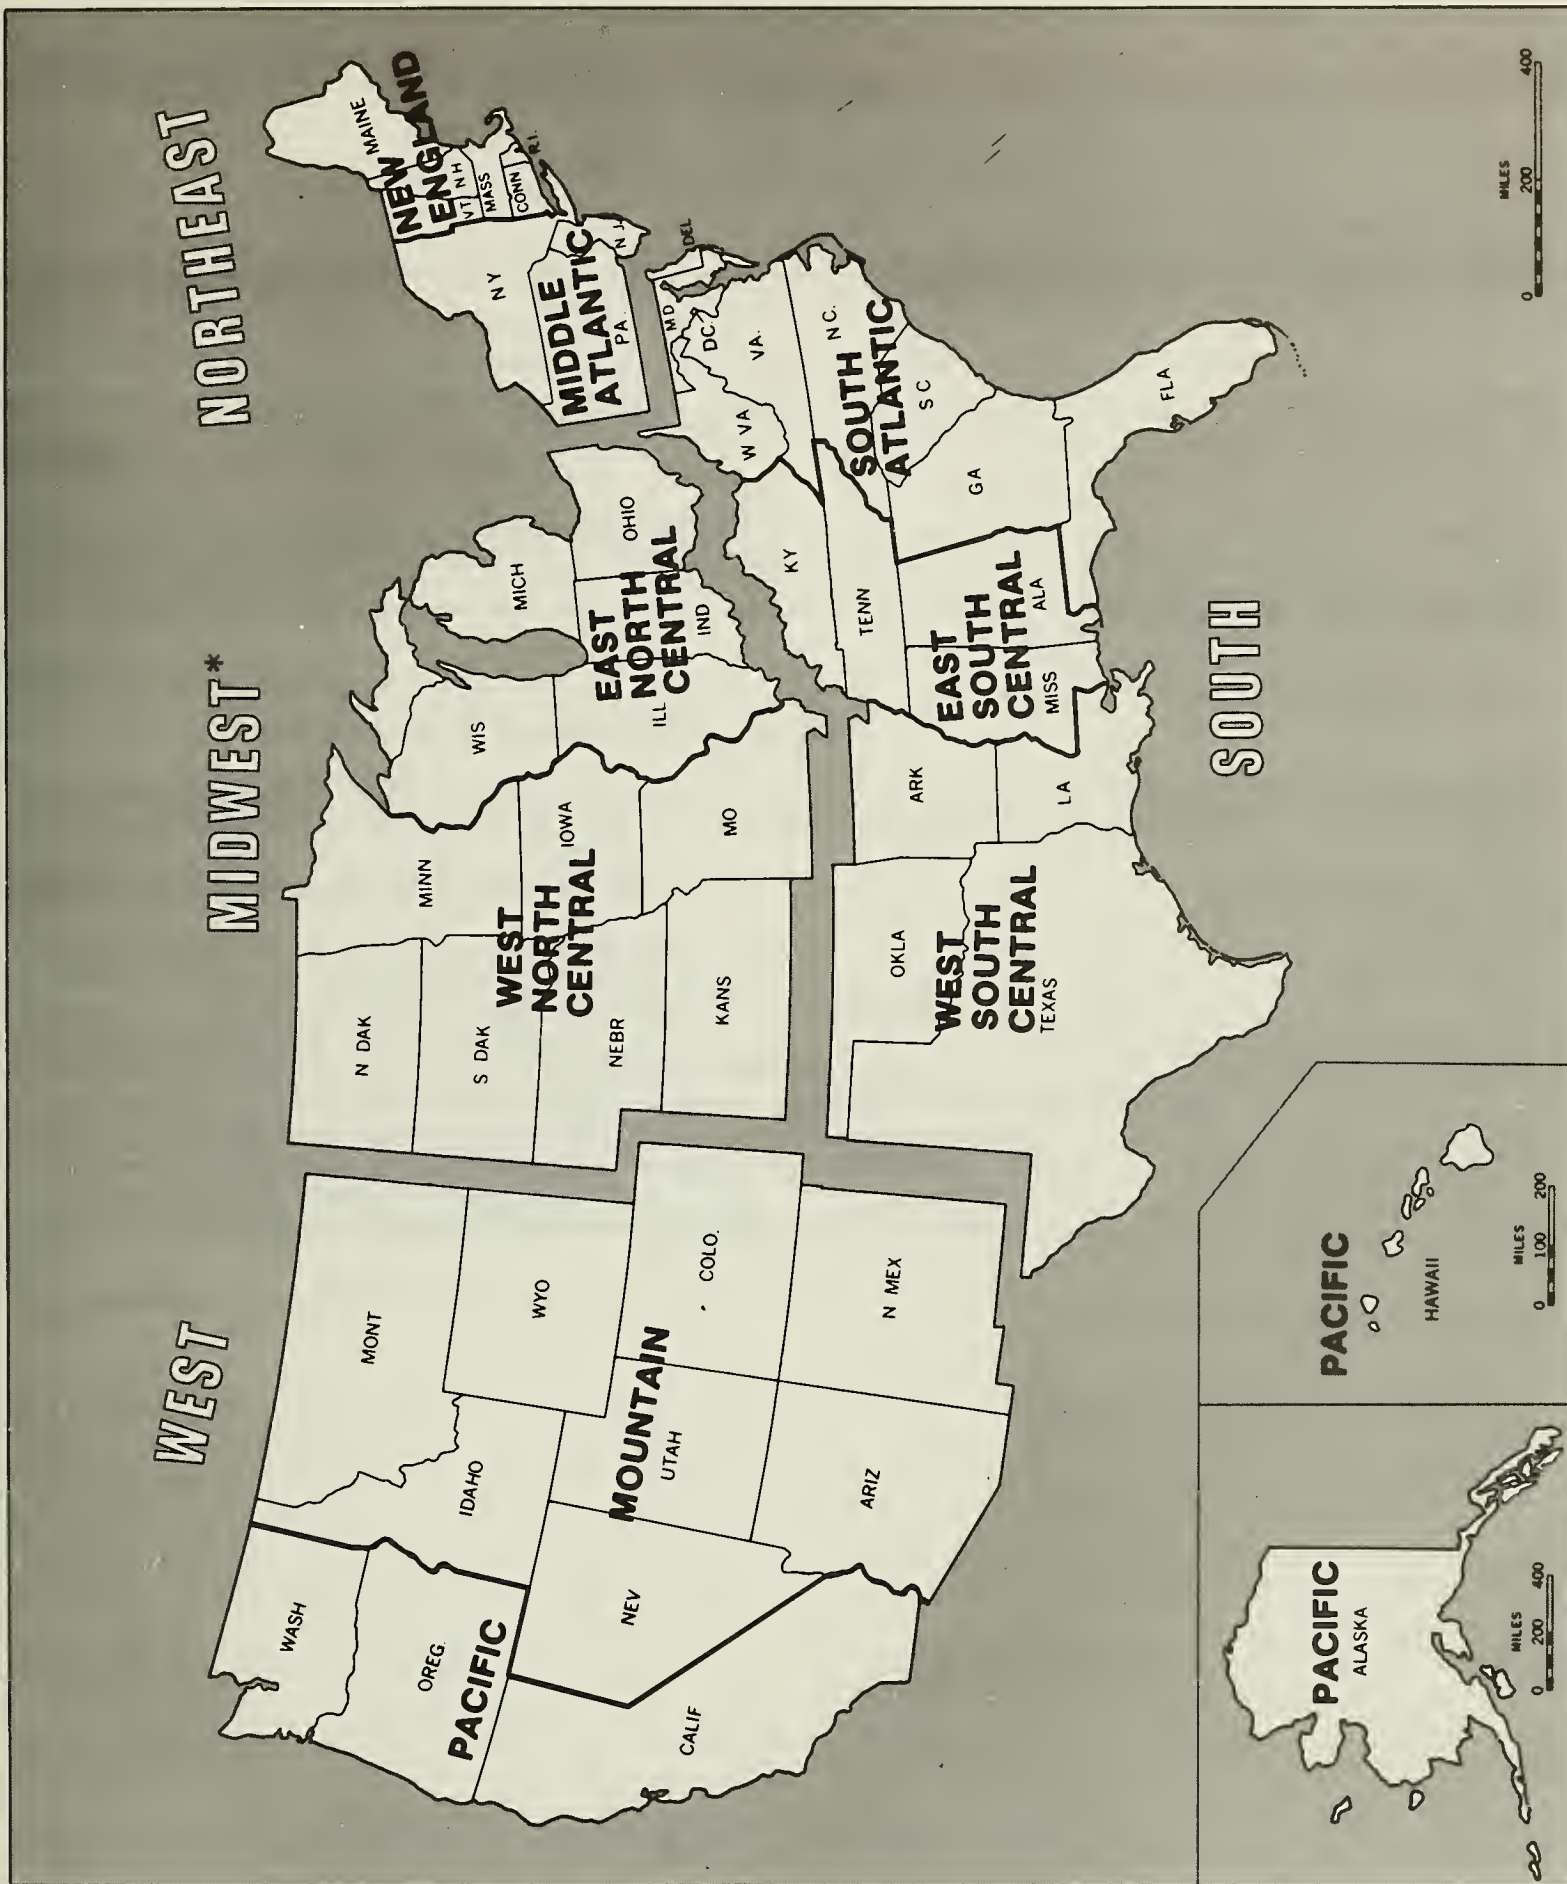 WEST
MIDWEST*
NORTHEAST
SOUTH
PACIFIC
WASH
OREG.
CALIF
MOUNTAIN
MONT
IDAHO
WYO
NEV
UTAH
COLO.
ARIZ
N MEX
WEST
NORTH
CENTRAL
N DAK
S DAK
NEBR
KANS
MINN
IOWA
MO
EAST
NORTH
CENTRAL
WIS
MICH
ILL
IND
OHIO
MIDDLE
ATLANTIC
NY
PA.
N J.
NEW
ENGLAND
MAINE
VT
N H
MASS
CONN
R.I.
WEST
SOUTH
CENTRAL
OKLA
TEXAS
ARK
LA
EAST
SOUTH
CENTRAL
KY
TENN
MISS
ALA
SOUTH
ATLANTIC
W VA
MD
DEL
DC.
VA.
N C.
S C
GA
FLA
PACIFIC
ALASKA
MILES
0 200 400
PACIFIC
HAWAII
MILES
0 100 200
MILES
0 200 400